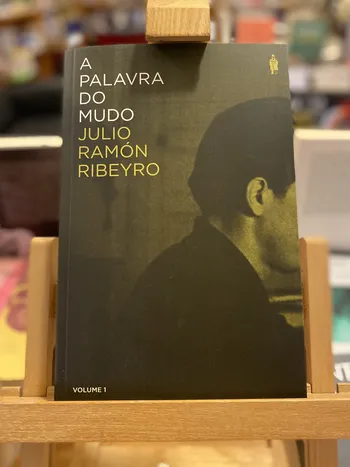 A
PALAVRA
DO
MUDO
JULIO
RAMÓN
RIBEYRO
VOLUME 1